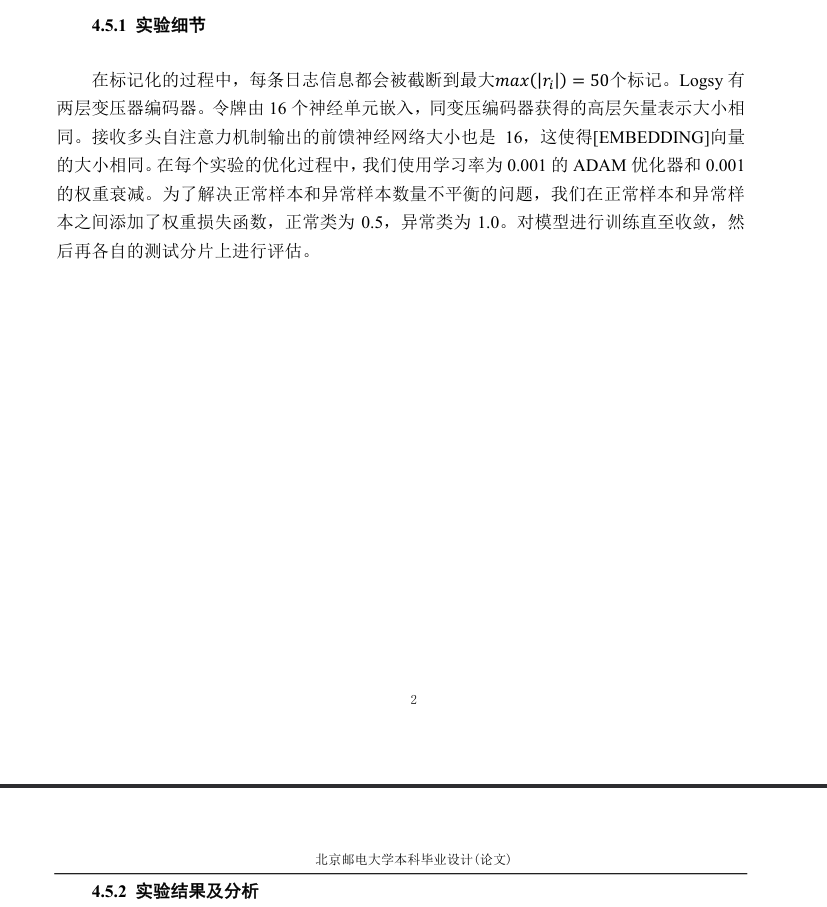 4.5.1 实验细节
在标记化的过程中，每条日志信息都会被截断到最大max(|rᵢ|) = 50个标记。Logsy 有
两层变压器编码器。令牌由 16 个神经单元嵌入，同变压编码器获得的高层矢量表示大小相
同。接收多头自注意力机制输出的前馈神经网络大小也是 16，这使得[EMBEDDING]向量
的大小相同。在每个实验的优化过程中，我们使用学习率为 0.001 的 ADAM 优化器和 0.001
的权重衰减。为了解决正常样本和异常样本数量不平衡的问题，我们在正常样本和异常样
本之间添加了权重损失函数，正常类为 0.5，异常类为 1.0。对模型进行训练直至收敛，然
后再各自的测试分片上进行评估。
2
北京邮电大学本科毕业设计(论文)
4.5.2 实验结果及分析